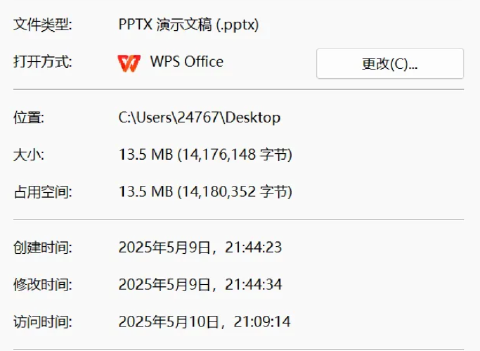 文件类型: PPTX 演示文稿 (.pptx)
打开方式: WPS Office 更改(C)...
位置: C:\Users\24767\Desktop
大小: 13.5 MB (14,176,148 字节)
占用空间: 13.5 MB (14,180,352 字节)
创建时间: 2025年5月9日，21:44:23
修改时间: 2025年5月9日，21:44:34
访问时间: 2025年5月10日，21:09:14